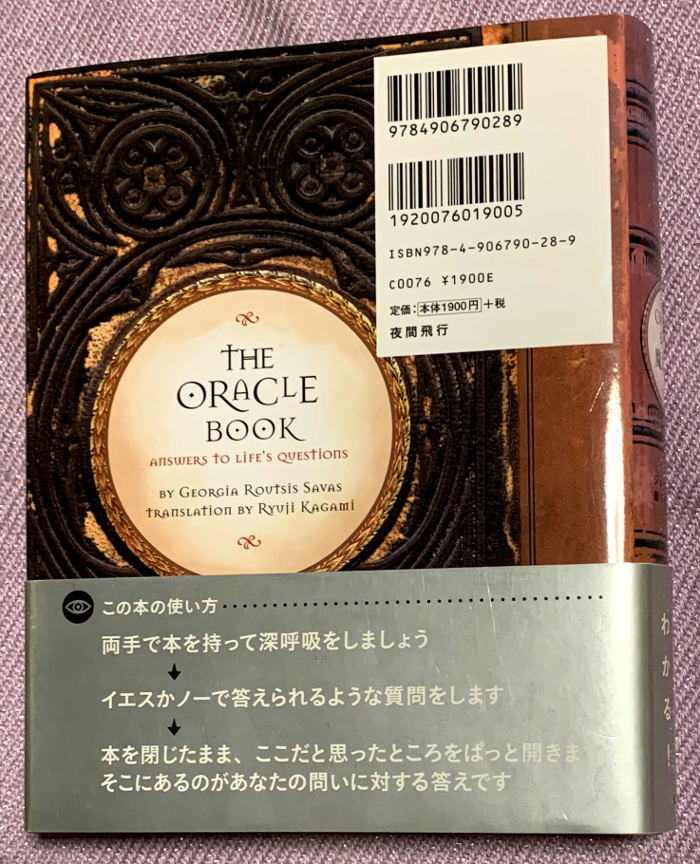 9784906790289
1920076019005
ISBN978-4-906790-28-9
C0076 ¥1900E
定価：本体1900円＋税
夜間飛行
THE
ORACLE
BOOK
ANSWERS TO LIFE'S QUESTIONS
BY GEORGIA ROUTSIS SAVAS
TRANSLATION BY RYUJI KAGAMI
この本の使い方
両手で本を持って深呼吸をしましょう
イエスかノーで答えられるような質問をします
本を閉じたまま、ここだと思ったところをぱっと開きます
そこにあるのがあなたの問いに対する答えです
わかる！